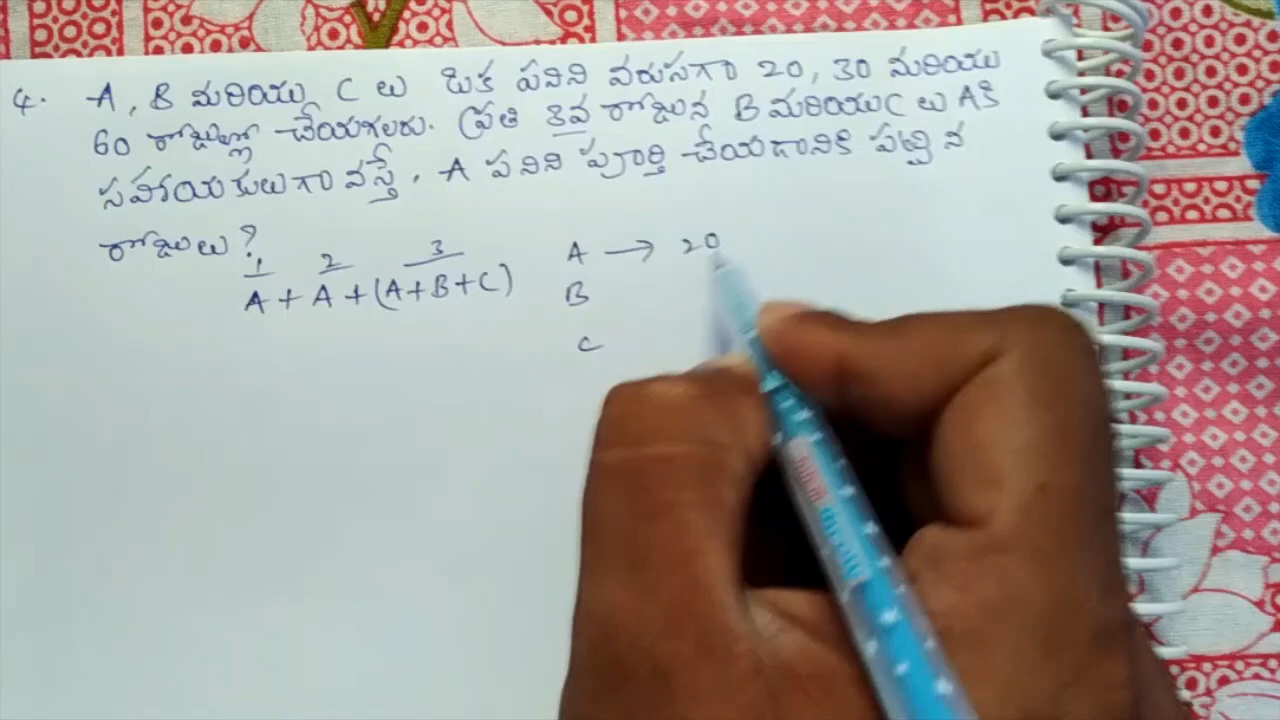 4. A, B మరియు C లు ఒక పనిని వరుసగా 20, 30 మరియు
60 రోజుల్లో చేయగలరు. ప్రతి 3వ రోజున B మరియు C లు A కి
సహాయకులుగా వస్తే, A పనిని పూర్తి చేయడానికి పట్టిన
రోజులు?
1 2 3
A + A + (A+B+C)
A → 20
B
C